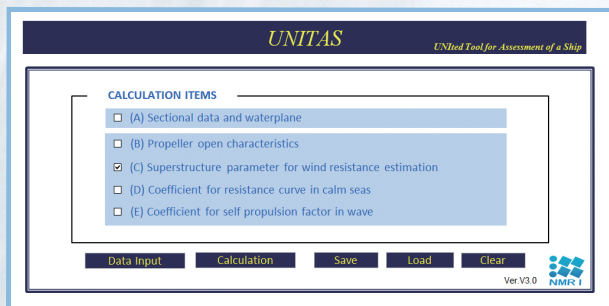 UNITAS
UNIted Tool for Assessment of a Ship
CALCULATION ITEMS
(A) Sectional data and waterplane
(B) Propeller open characteristics
(C) Superstructure parameter for wind resistance estimation
(D) Coefficient for resistance curve in calm seas
(E) Coefficient for self propulsion factor in wave
Data Input Calculation Save Load Clear
Ver.V3.0
NMRI